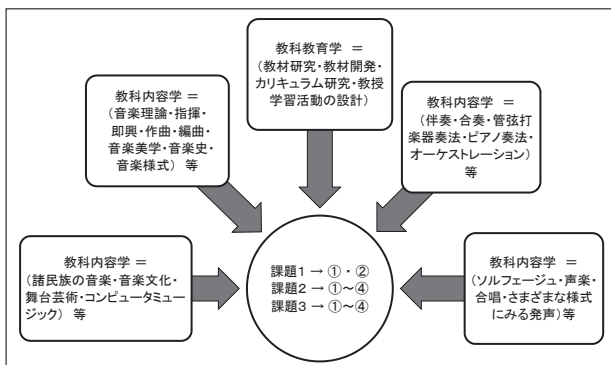 教科教育学 ＝
（教材研究・教材開発・
カリキュラム研究・教授
学習活動の設計）
教科内容学＝
（音楽理論・指揮・
即興・作曲・編曲・
音楽美学・音楽史・
音楽様式） 等
教科内容学 ＝
（伴奏・合奏・管弦打
楽器奏法・ピアノ奏法・
オーケストレーション）
等
教科内容学 ＝
（諸民族の音楽・音楽文化・
舞台芸術・コンピュータミュー
ジック） 等
課題１ → ①・②
課題２ → ①～④
課題３ → ①～④
教科内容学 ＝
（ソルフェージュ・声楽・
合唱・さまざまな様式
にみる発声）等